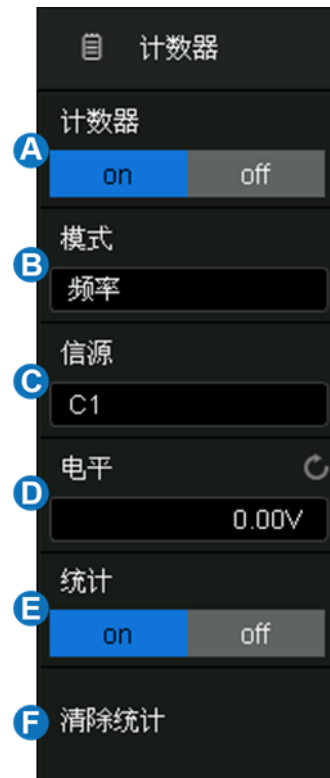 计数器
计数器
A
on off
模式
B
频率
信源
C
C1
电平
D
0.00V
统计
E
on off
F 清除统计